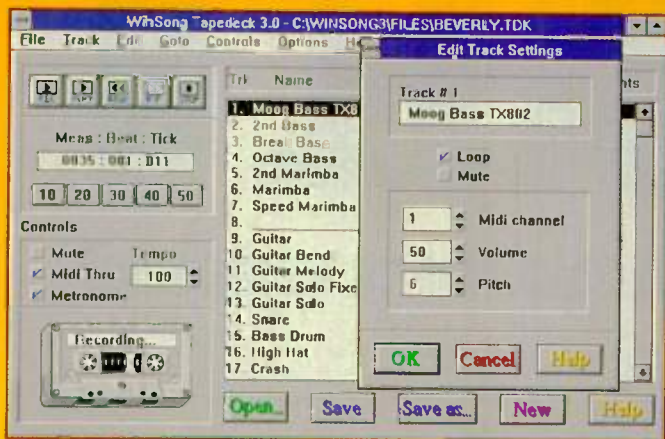 WinSong Tapedeck 3.0 - C:\WINSONG3\FILES\BEVERLY.TDK
File Track Edit Goto Controls Options
Meas : Beat : Tick
0035 : 001 : 011
10 20 30 40 50
Controls
Mute Tempo
Midi Thru 100
Metronome
Recording...
Trk Name
1. Moog Bass TX8
2. 2nd Bass
3. Break Bass
4. Octave Bass
5. 2nd Marimba
6. Marimba
7. Speed Marimba
8.
9. Guitar
10 Guitar Bend
11 Guitar Melody
12 Guitar Solo Fixe
13. Guitar Solo
14. Snare
15. Bass Drum
16. High Hat
17 Crash
Open... Save Save as... New Help
Edit Track Settings
Track # 1
Moog Bass TX802
Loop
Mute
1 Midi channel
50 Volume
6 Pitch
OK Cancel Help
nts